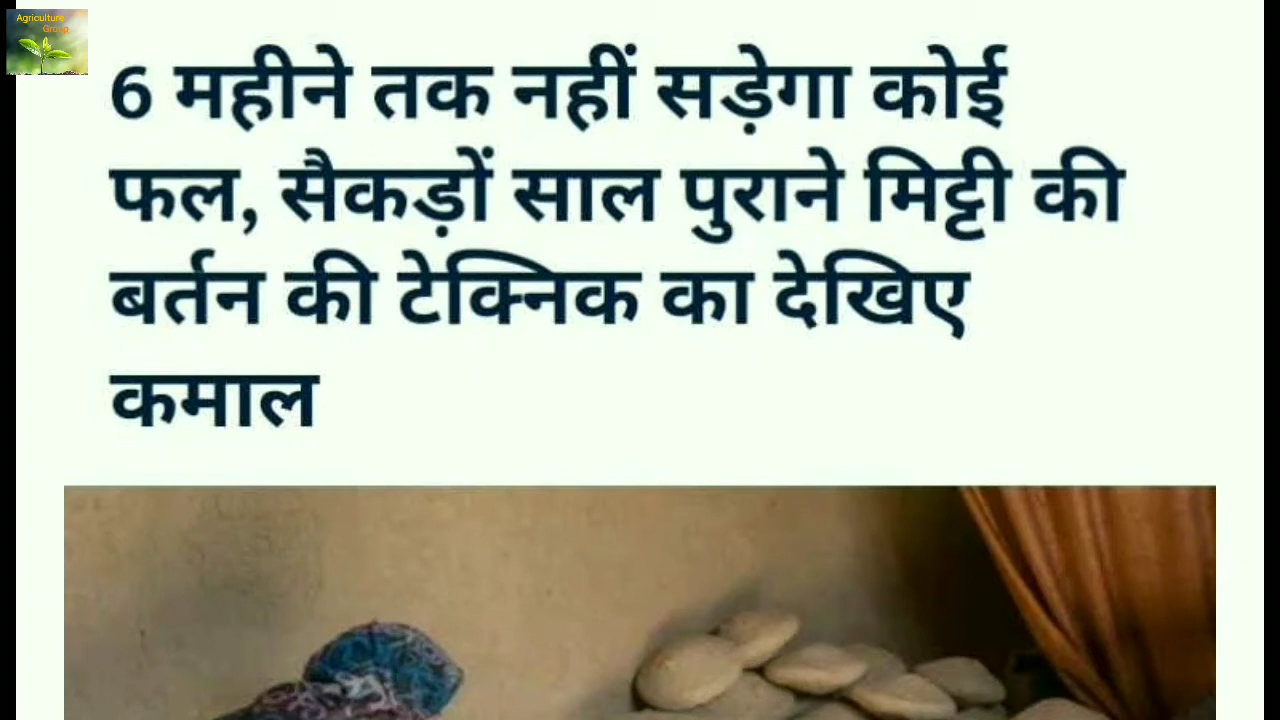 Agriculture
Group
6 महीने तक नहीं सड़ेगा कोई
फल, सैकड़ों साल पुराने मिट्टी की
बर्तन की टेक्निक का देखिए
कमाल